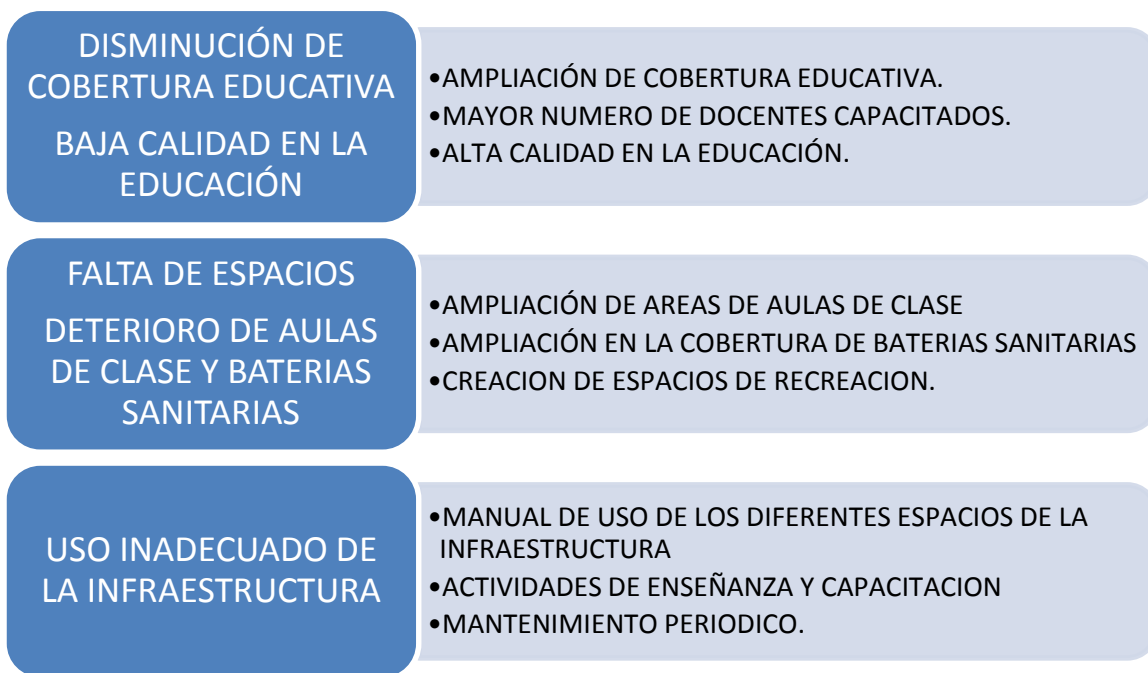 DISMINUCIÓN DE
COBERTURA EDUCATIVA
BAJA CALIDAD EN LA
EDUCACIÓN
•AMPLIACIÓN DE COBERTURA EDUCATIVA.
•MAYOR NUMERO DE DOCENTES CAPACITADOS.
•ALTA CALIDAD EN LA EDUCACIÓN.
FALTA DE ESPACIOS
DETERIORO DE AULAS
DE CLASE Y BATERIAS
SANITARIAS
•AMPLIACIÓN DE AREAS DE AULAS DE CLASE
•AMPLIACIÓN EN LA COBERTURA DE BATERIAS SANITARIAS
•CREACION DE ESPACIOS DE RECREACION.
USO INADECUADO DE
LA INFRAESTRUCTURA
•MANUAL DE USO DE LOS DIFERENTES ESPACIOS DE LA
INFRAESTRUCTURA
•ACTIVIDADES DE ENSEÑANZA Y CAPACITACION
•MANTENIMIENTO PERIODICO.